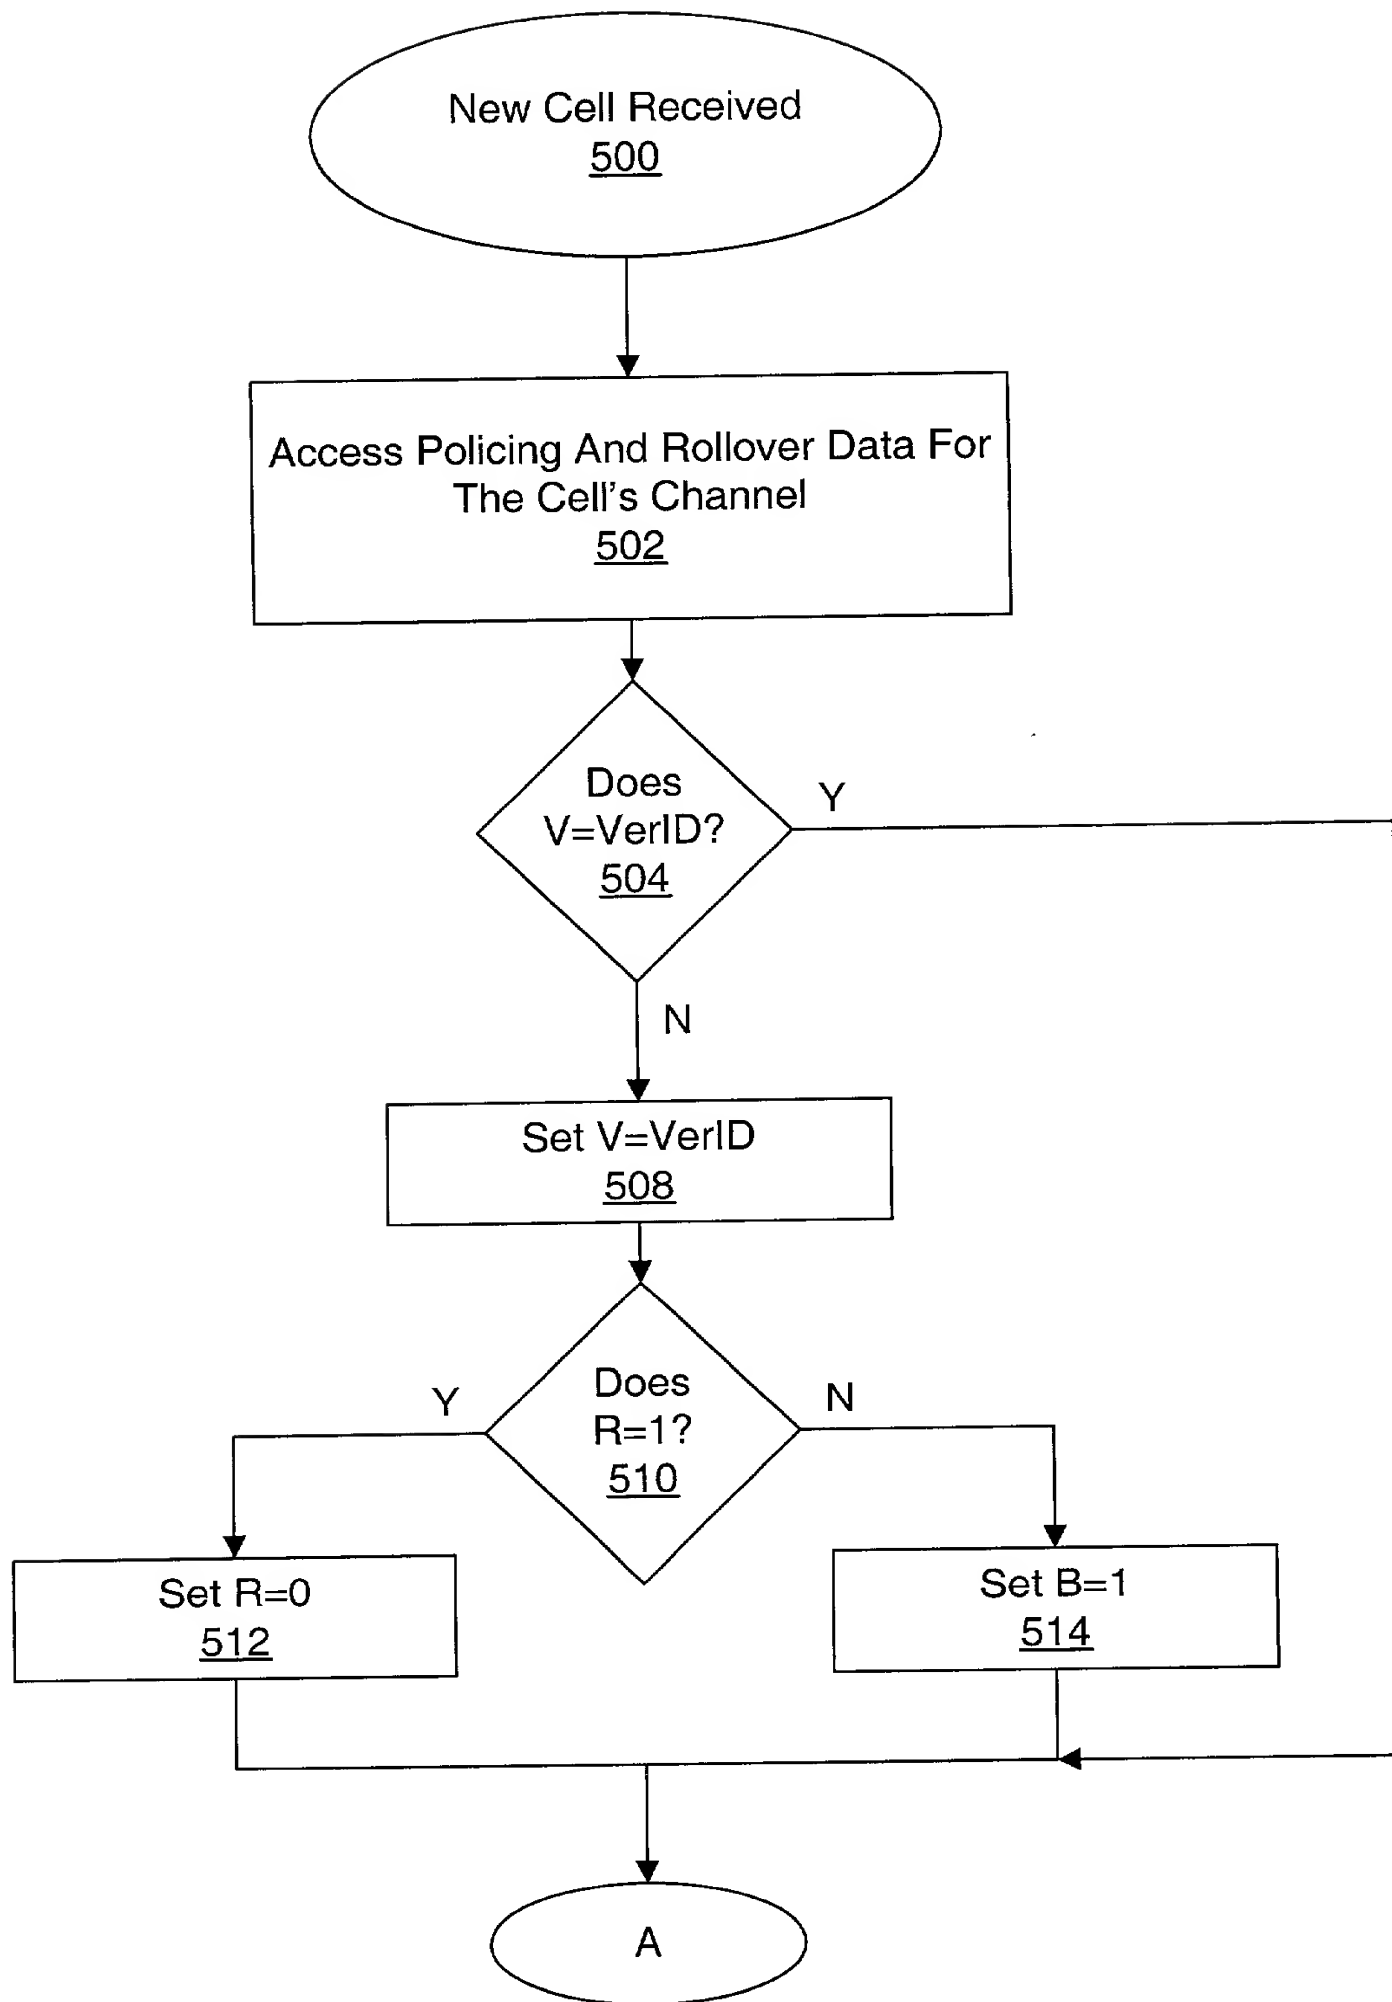 New Cell Received
500
Access Policing And Rollover Data For
The Cell's Channel
502
Does
V=VerID?
504
Y
N
Set V=VerID
508
Does
R=1?
510
Y
N
Set R=0
512
Set B=1
514
A